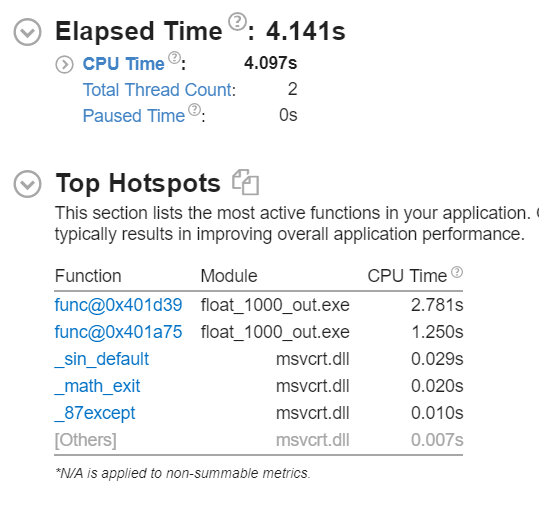 Elapsed Time ?: 4.141s
CPU Time ?: 4.097s
Total Thread Count: 2
Paused Time ?: 0s
Top Hotspots
This section lists the most active functions in your application.
typically results in improving overall application performance.
Function Module CPU Time ?
func@0x401d39 float_1000_out.exe 2.781s
func@0x401a75 float_1000_out.exe 1.250s
_sin_default msvcrt.dll 0.029s
_math_exit msvcrt.dll 0.020s
_87except msvcrt.dll 0.010s
[Others] msvcrt.dll 0.007s
*N/A is applied to non-summable metrics.